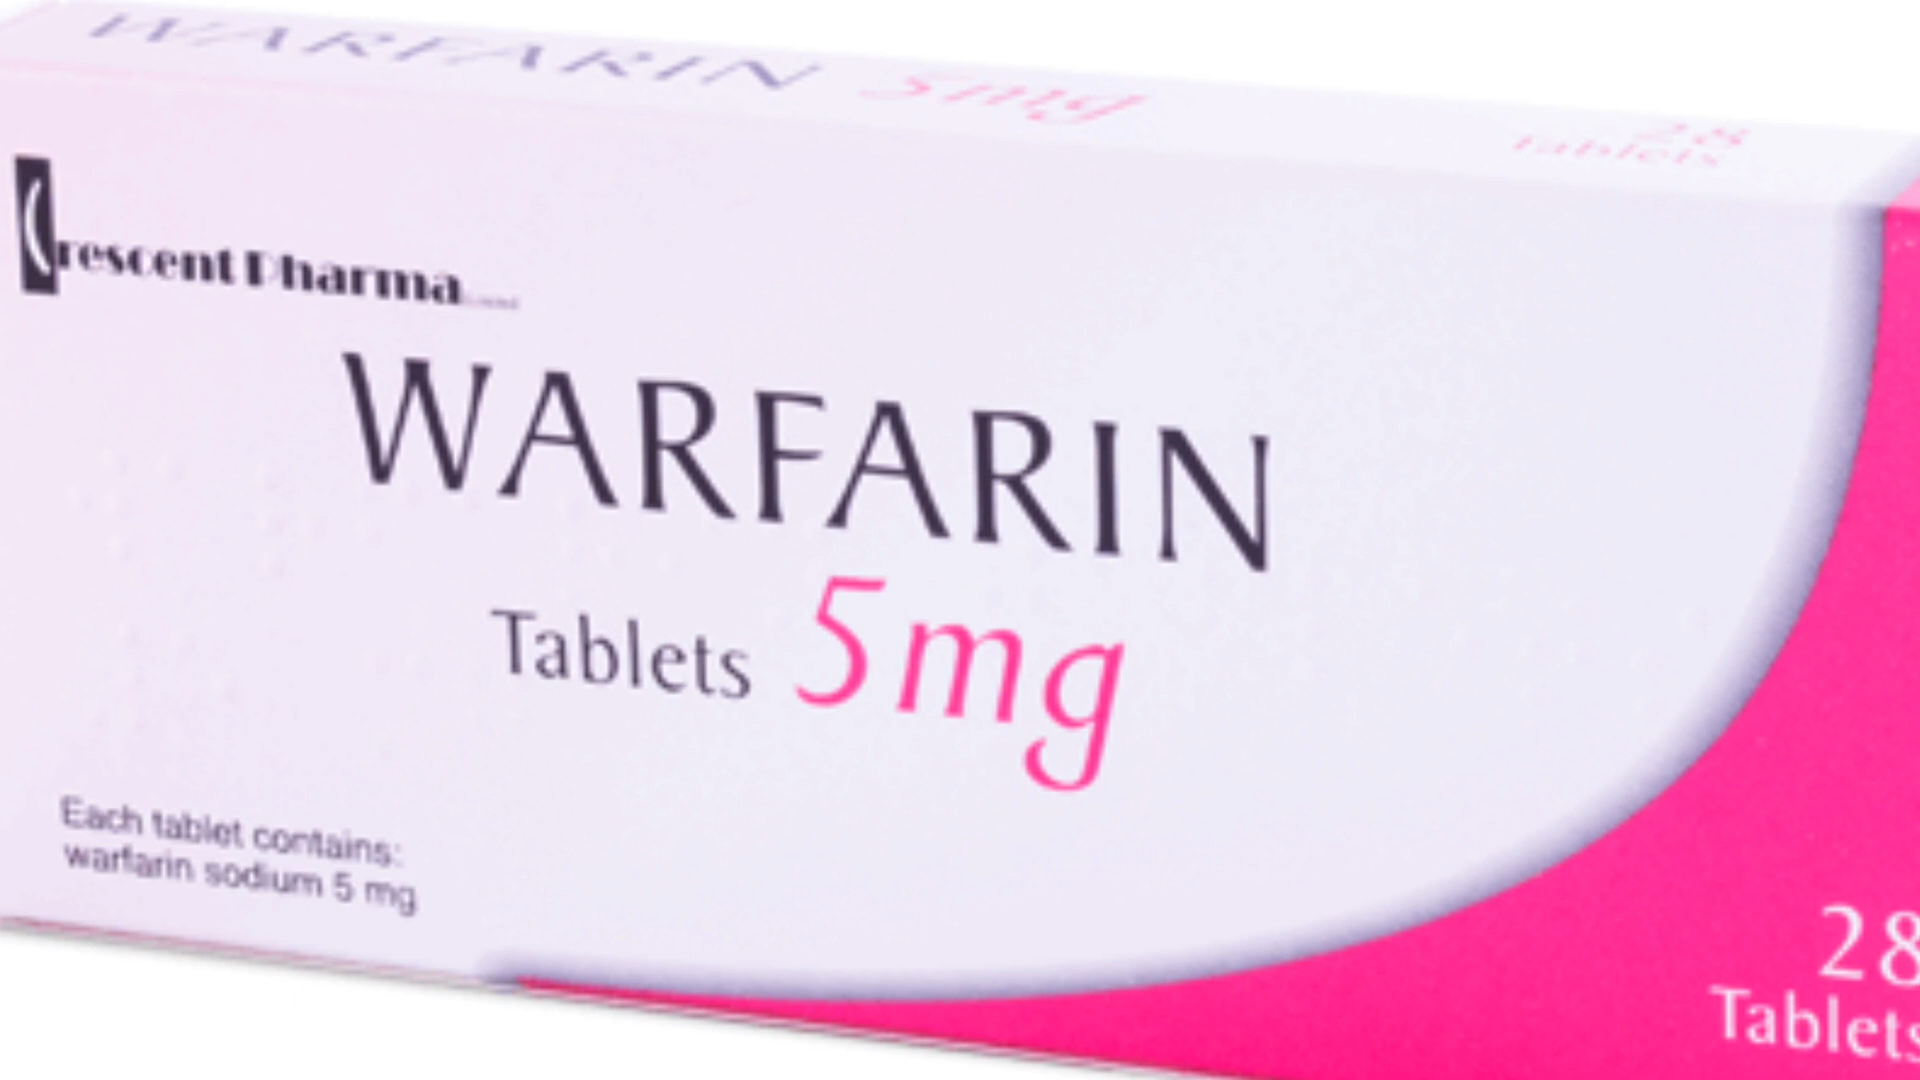 WARFARIN 5mg
28
Tablets
Crescent Pharma
WARFARIN
Tablets 5mg
Each tablet contains:
warfarin sodium 5 mg
28
Tablets